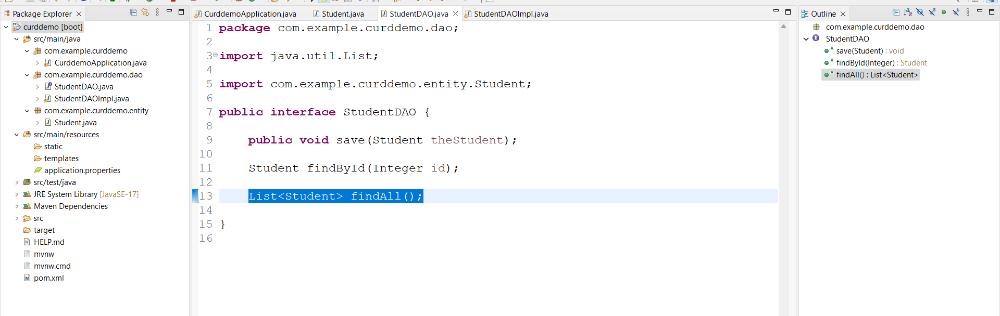 Package Explorer
curddemo [boot]
src/main/java
com.example.curddemo
CurddemoApplication.java
com.example.curddemo.dao
StudentDAO.java
StudentDAOImpl.java
com.example.curddemo.entity
Student.java
src/main/resources
static
templates
application.properties
src/test/java
JRE System Library [JavaSE-17]
Maven Dependencies
src
target
HELP.md
mvnw
mvnw.cmd
pom.xml
CurddemoApplication.java Student.java StudentDAO.java StudentDAOImpl.java
1 package com.example.curddemo.dao;
2
3 import java.util.List;
4
5 import com.example.curddemo.entity.Student;
6
7 public interface StudentDAO {
8
9 public void save(Student theStudent);
10
11 Student findById(Integer id);
12
13 List<Student> findAll();
14
15 }
16
Outline
com.example.curddemo.dao
StudentDAO
save(Student) : void
findById(Integer) : Student
findAll() : List<Student>